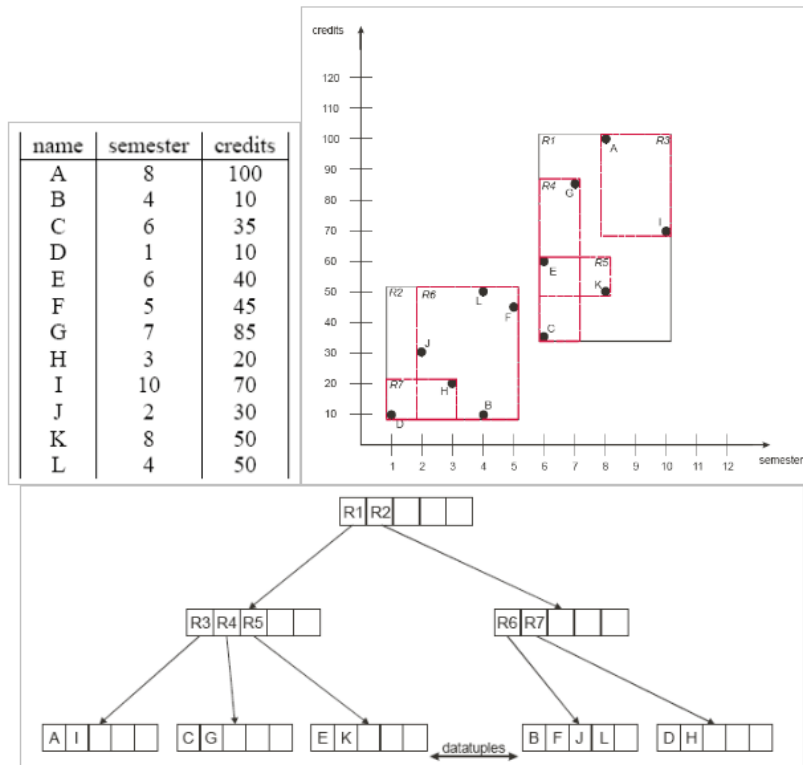 name semester credits
A 8 100
B 4 10
C 6 35
D 1 10
E 6 40
F 5 45
G 7 85
H 3 20
I 10 70
J 2 30
K 8 50
L 4 50
credits
120
110
100
90
80
70
60
50
40
30
20
10
R1 A R3
R4 G
I
E R5
K
R2 R6 L
F
C
J
R7 H B
D
1 2 3 4 5 6 7 8 9 10 11 12 semester
R1 R2
R3 R4 R5 R6 R7
A I C G E K datatuples B F J L D H